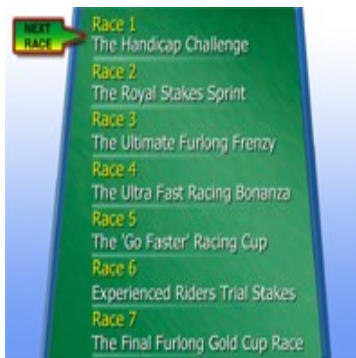 NEXT
RACE
Race 1
The Handicap Challenge
Race 2
The Royal Stakes Sprint
Race 3
The Ultimate Furlong Frenzy
Race 4
The Ultra Fast Racing Bonanza
Race 5
The 'Go Faster' Racing Cup
Race 6
Experienced Riders Trial Stakes
Race 7
The Final Furlong Gold Cup Race